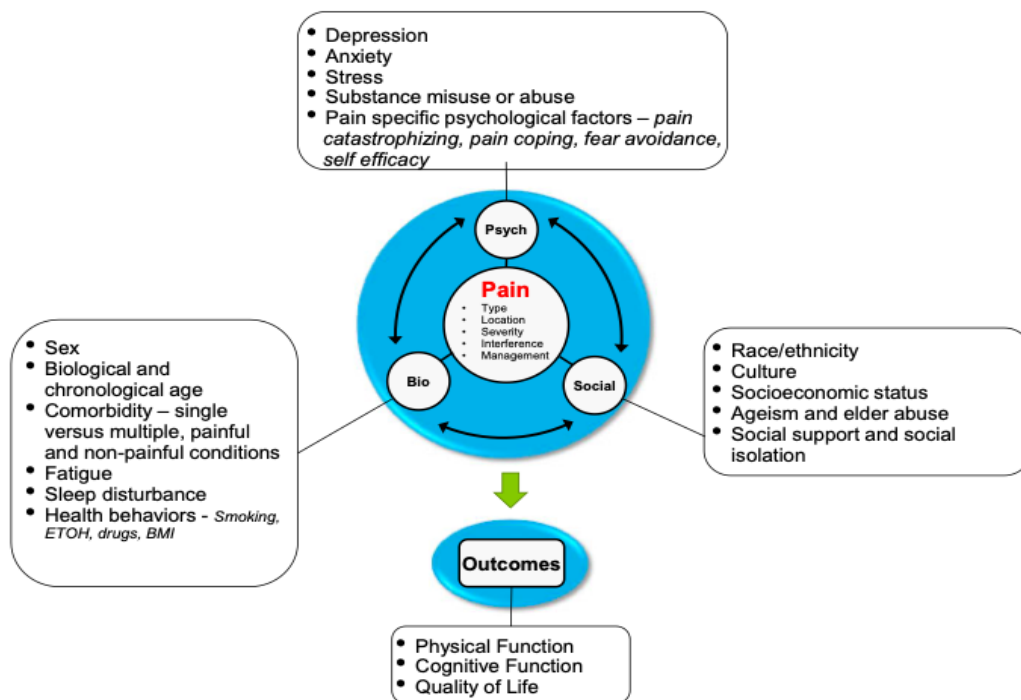 • Depression
• Anxiety
• Stress
• Substance misuse or abuse
• Pain specific psychological factors – pain
catastrophizing, pain coping, fear avoidance,
self efficacy
Psych
Pain
• Type
• Location
• Severity
• Interference
• Management
Bio
Social
• Sex
• Biological and
chronological age
• Comorbidity – single
versus multiple, painful
and non-painful conditions
• Fatigue
• Sleep disturbance
• Health behaviors - Smoking,
ETOH, drugs, BMI
• Race/ethnicity
• Culture
• Socioeconomic status
• Ageism and elder abuse
• Social support and social
isolation
Outcomes
• Physical Function
• Cognitive Function
• Quality of Life